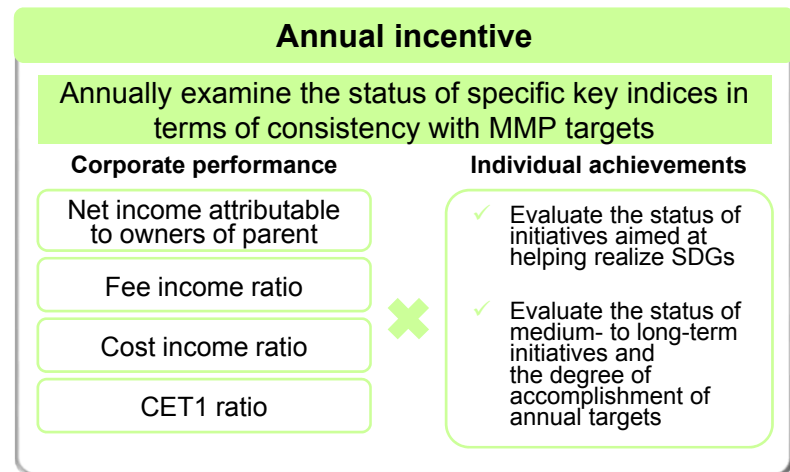 Annual incentive
Annually examine the status of specific key indices in
terms of consistency with MMP targets
Corporate performance
Net income attributable
to owners of parent
Fee income ratio
Cost income ratio
CET1 ratio
Individual achievements
✓ Evaluate the status of
initiatives aimed at
helping realize SDGs
✓ Evaluate the status of
medium- to long-term
initiatives and
the degree of
accomplishment of
annual targets